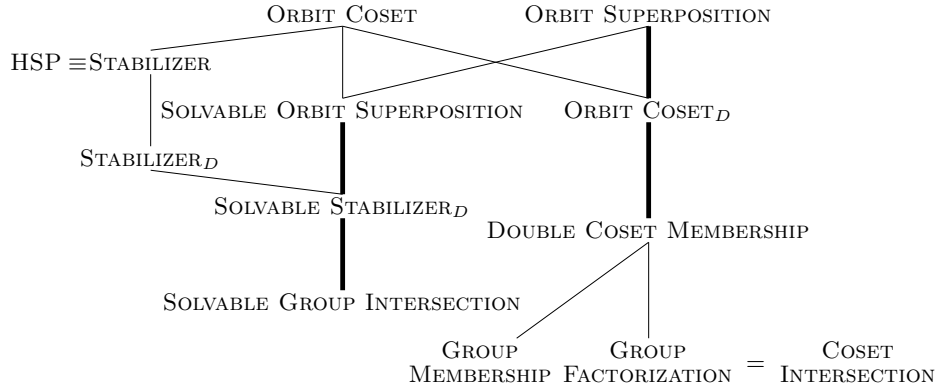 ORBIT COSET ORBIT SUPERPOSITION
HSP ≡STABILIZER
SOLVABLE ORBIT SUPERPOSITION ORBIT COSET_D
STABILIZER_D
SOLVABLE STABILIZER_D
DOUBLE COSET MEMBERSHIP
SOLVABLE GROUP INTERSECTION
GROUP GROUP COSET
MEMBERSHIP FACTORIZATION = INTERSECTION